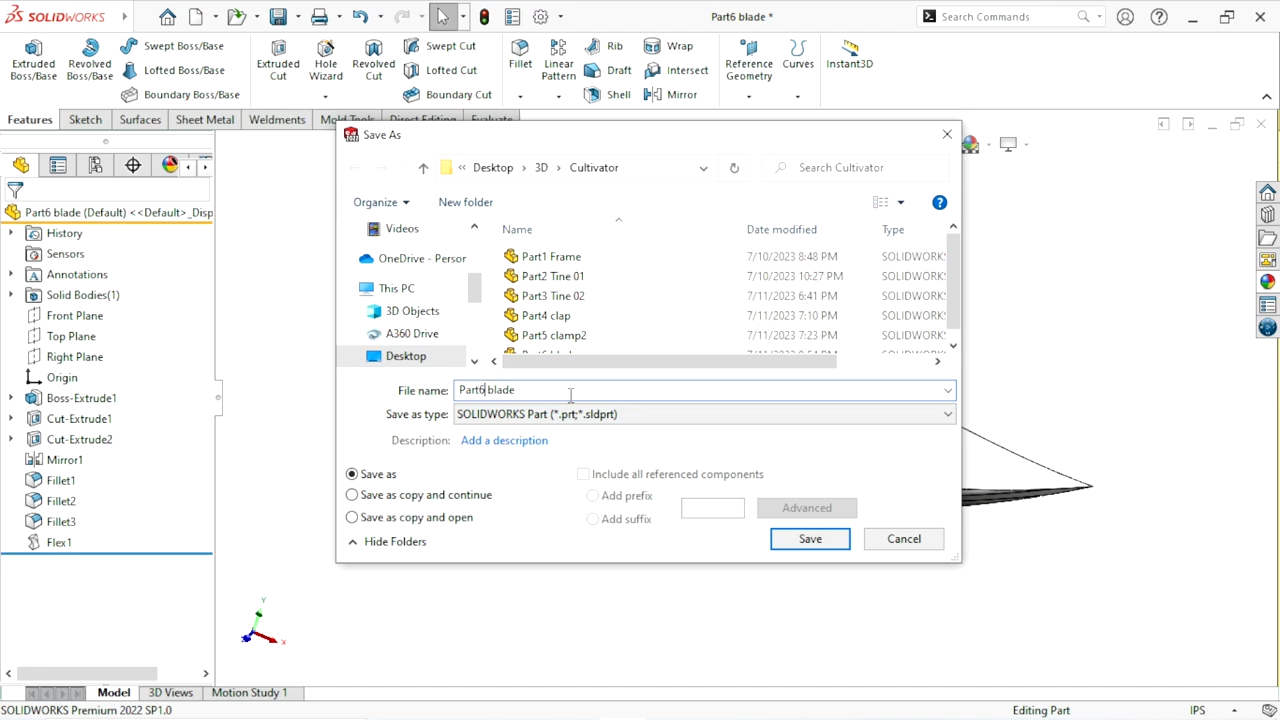 SOLIDWORKS
Part6 blade *
Search Commands
Extruded Boss/Base
Revolved Boss/Base
Swept Boss/Base
Lofted Boss/Base
Boundary Boss/Base
Extruded Cut
Hole Wizard
Revolved Cut
Swept Cut
Lofted Cut
Boundary Cut
Fillet
Linear Pattern
Rib
Draft
Shell
Wrap
Intersect
Mirror
Reference Geometry
Curves
Instant3D
Features
Sketch
Surfaces
Sheet Metal
Weldments
Mold Tools
Direct Editing
Evaluate
Save As
« Desktop > 3D > Cultivator
Search Cultivator
Organize
New folder
Videos
OneDrive - Person
This PC
3D Objects
A360 Drive
Desktop
Name Date modified Type
Part1 Frame 7/10/2023 8:48 PM SOLIDWORKS
Part2 Tine 01 7/10/2023 10:27 PM SOLIDWORKS
Part3 Tine 02 7/11/2023 6:41 PM SOLIDWORKS
Part4 clap 7/11/2023 7:10 PM SOLIDWORKS
Part5 clamp2 7/11/2023 7:23 PM SOLIDWORKS
File name: Part6 blade
Save as type: SOLIDWORKS Part (*.prt;*.sldprt)
Description: Add a description
Save as
Save as copy and continue
Save as copy and open
Include all referenced components
Add prefix
Add suffix
Advanced
Hide Folders
Save
Cancel
Part6 blade (Default) <<Default>_Disp
History
Sensors
Annotations
Solid Bodies(1)
Front Plane
Top Plane
Right Plane
Origin
Boss-Extrude1
Cut-Extrude1
Cut-Extrude2
Mirror1
Fillet1
Fillet2
Fillet3
Flex1
Y
X
Z
Model
3D Views
Motion Study 1
SOLIDWORKS Premium 2022 SP1.0
Editing Part
IPS